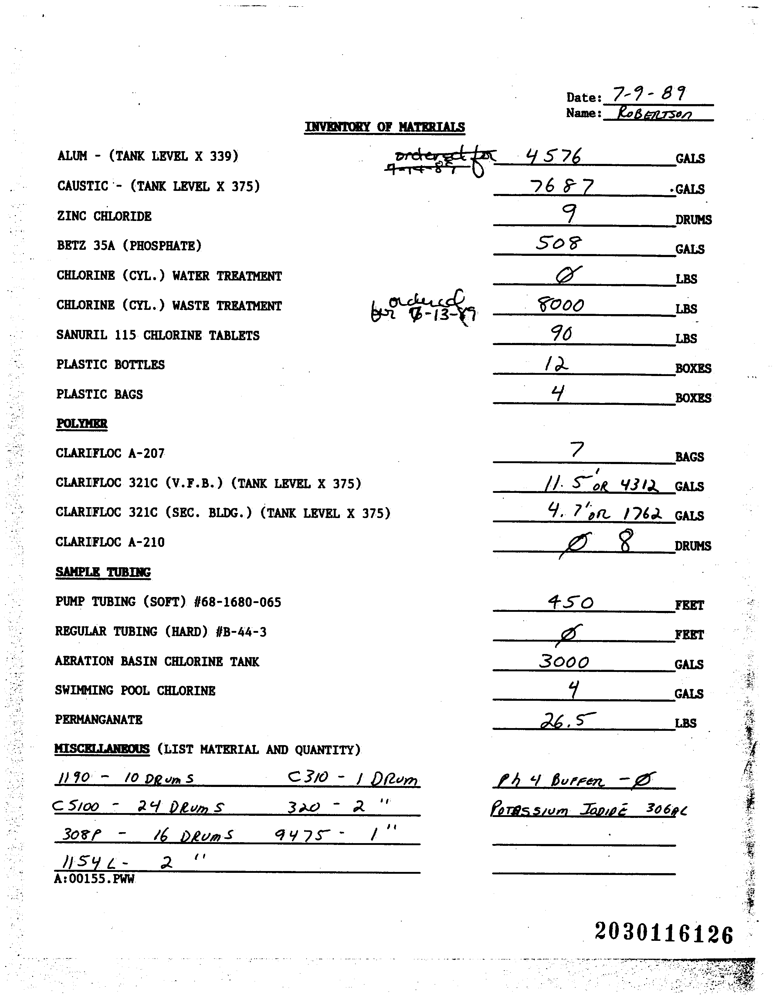 Date: 7-9-89
Name: ROBERTSON
INVENTORY OF MATERIALS
ALUM - (TANK LEVEL X 339) ordered for 4576 GALS
CAUSTIC - (TANK LEVEL X 375) 7687 GALS
ZINC CHLORIDE 9 DRUMS
BETZ 35A (PHOSPHATE) 508 GALS
CHLORINE (CYL.) WATER TREATMENT Ø LBS
CHLORINE (CYL.) WASTE TREATMENT ordered for 8000 LBS
SANURIL 115 CHLORINE TABLETS 90 LBS
PLASTIC BOTTLES 12 BOXES
PLASTIC BAGS 4 BOXES
POLYMER
CLARIFLOC A-207 7 BAGS
CLARIFLOC 321C (V.F.B.) (TANK LEVEL X 375) 11.5' OR 4312 GALS
CLARIFLOC 321C (SEC. BLDG.) (TANK LEVEL X 375) 4.7' OR 1762 GALS
CLARIFLOC A-210 Ø 8 DRUMS
SAMPLE TUBING
PUMP TUBING (SOFT) #68-1680-065 450 FEET
REGULAR TUBING (HARD) #B-44-3 Ø FEET
AERATION BASIN CHLORINE TANK 3000 GALS
SWIMMING POOL CHLORINE 4 GALS
PERMANGANATE 26.5 LBS
MISCELLANEOUS (LIST MATERIAL AND QUANTITY)
1190 - 10 DRUMS C310 - 1 DRUM Ph 4 BUFFER - Ø
C5100 - 24 DRUMS 320 - 2 " POTASSIUM IODIDE
308P - 16 DRUMS 9475 - 1 "
1154L - 2 "
A:00155.PWW
2030116126